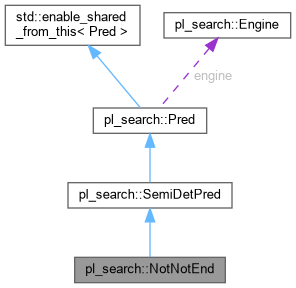 std::enable_shared
_from_this< Pred >
pl_search::Engine
engine
pl_search::Pred
pl_search::SemiDetPred
pl_search::NotNotEnd